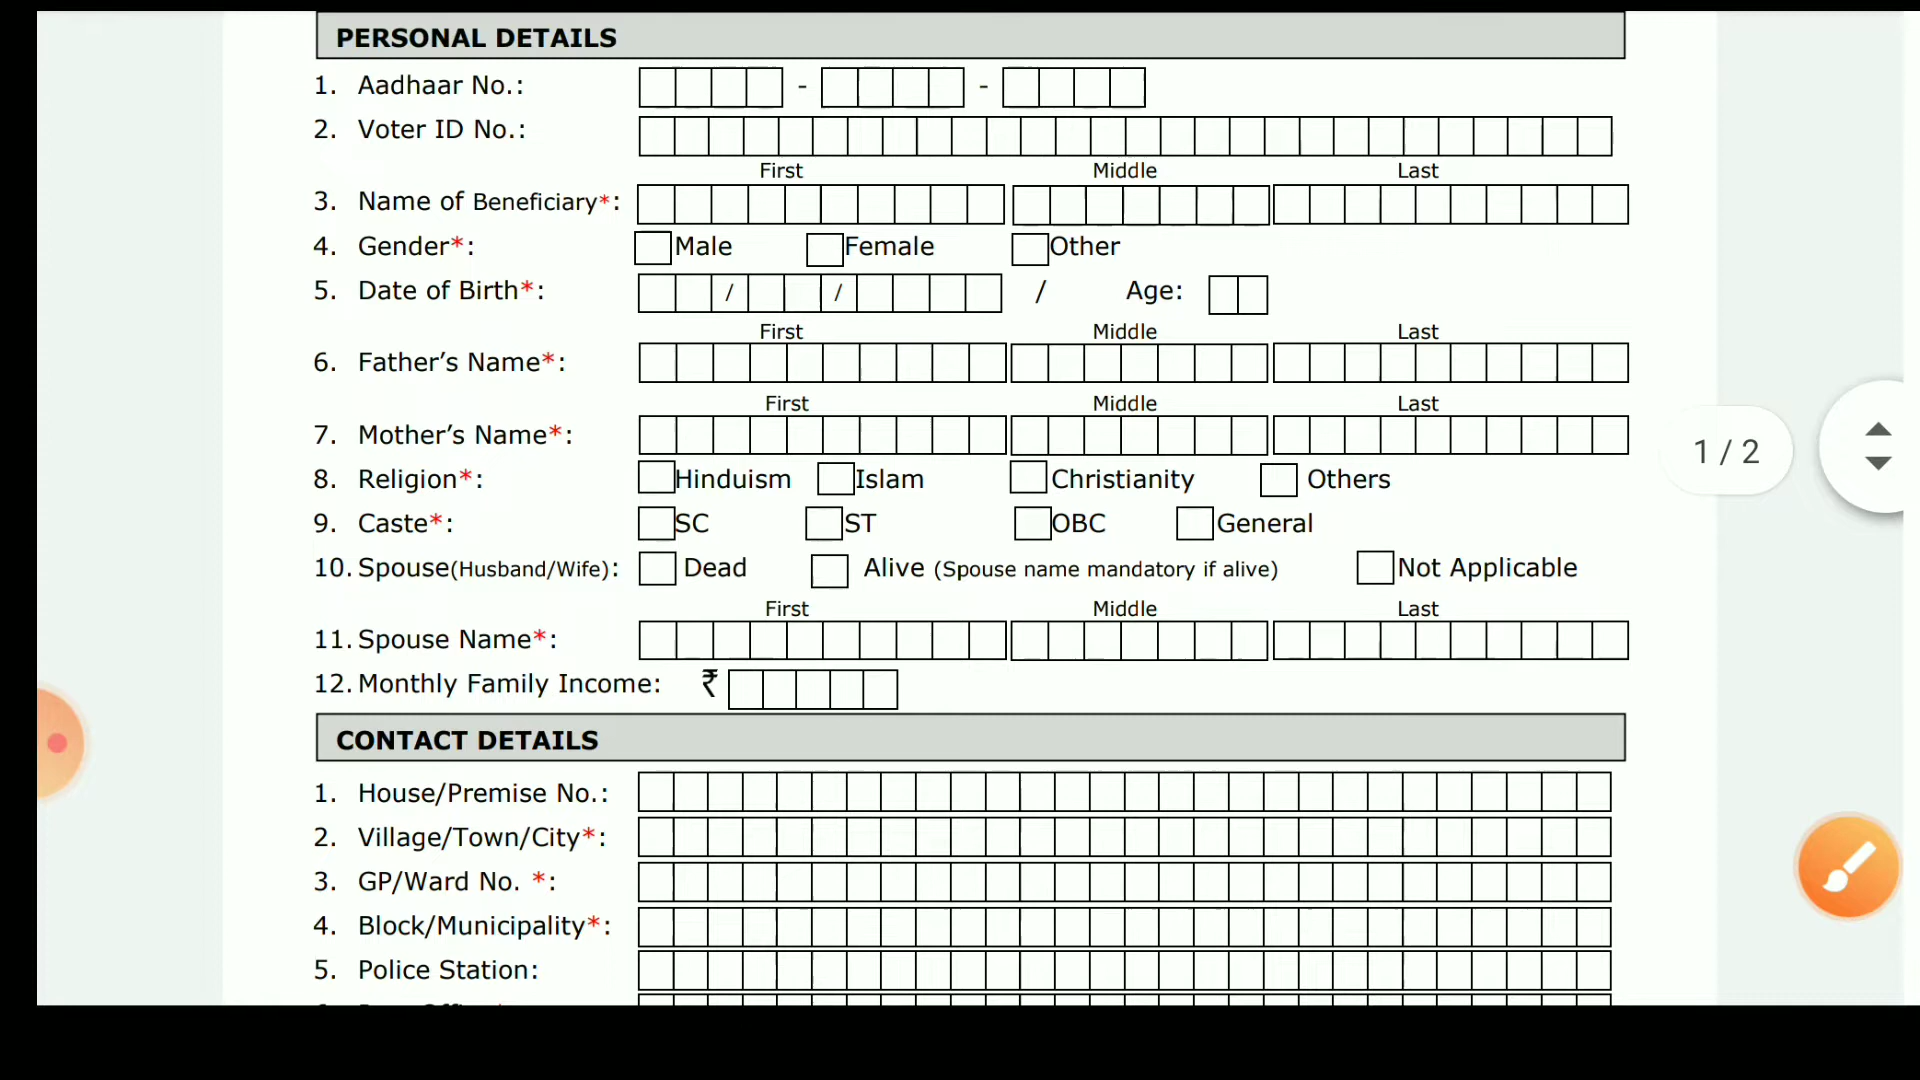 PERSONAL DETAILS
1. Aadhaar No.: - -
2. Voter ID No.:
First Middle Last
3. Name of Beneficiary*:
4. Gender*: Male Female Other
5. Date of Birth*: / / / Age:
First Middle Last
6. Father’s Name*:
First Middle Last
7. Mother’s Name*:
8. Religion*: Hinduism Islam Christianity Others
9. Caste*: SC ST OBC General
10. Spouse(Husband/Wife): Dead Alive (Spouse name mandatory if alive) Not Applicable
First Middle Last
11. Spouse Name*:
12. Monthly Family Income: ₹
CONTACT DETAILS
1. House/Premise No.:
2. Village/Town/City*:
3. GP/Ward No. *:
4. Block/Municipality*:
5. Police Station:
1 / 2